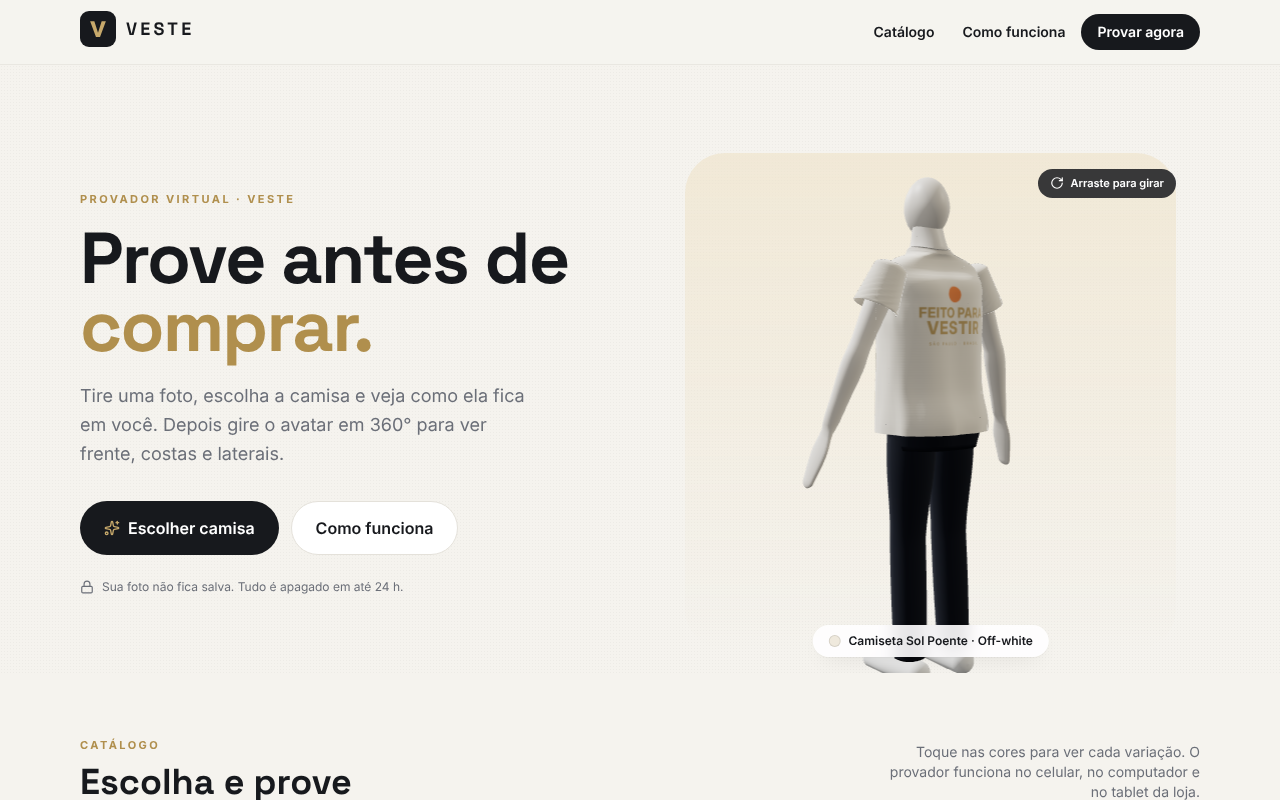 V VESTE
Catálogo
Como funciona
Provar agora
PROVADOR VIRTUAL · VESTE
Prove antes de
comprar.
Tire uma foto, escolha a camisa e veja como ela fica
em você. Depois gire o avatar em 360° para ver
frente, costas e laterais.
Escolher camisa
Como funciona
Sua foto não fica salva. Tudo é apagado em até 24 h.
Arraste para girar
FEITO PARA
VESTIR
Camiseta Sol Poente · Off-white
CATÁLOGO
Escolha e prove
Toque nas cores para ver cada variação. O
provador funciona no celular, no computador e
no tablet da loja.